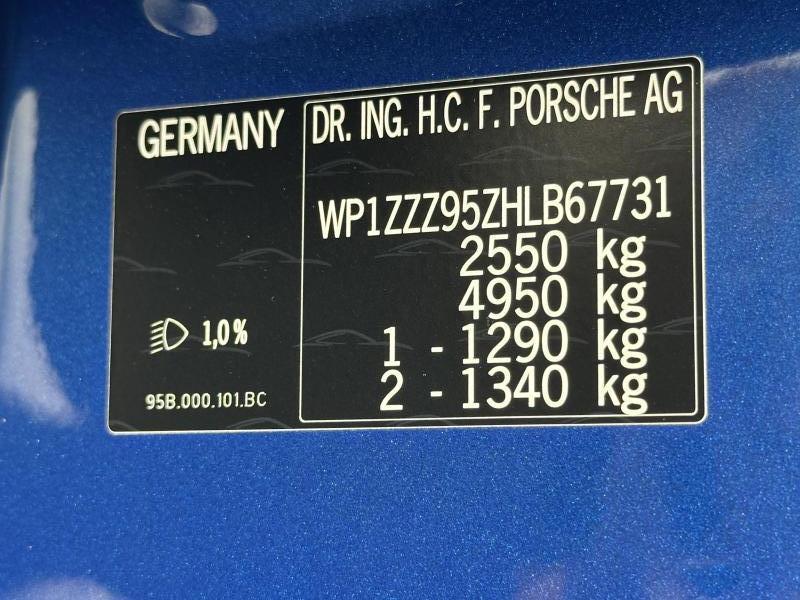 GERMANY
DR. ING. H.C. F. PORSCHE AG
WP1ZZZ95ZHLB67731
2550 kg
4950 kg
1 - 1290 kg
2 - 1340 kg
1,0%
95B.000.101.BC